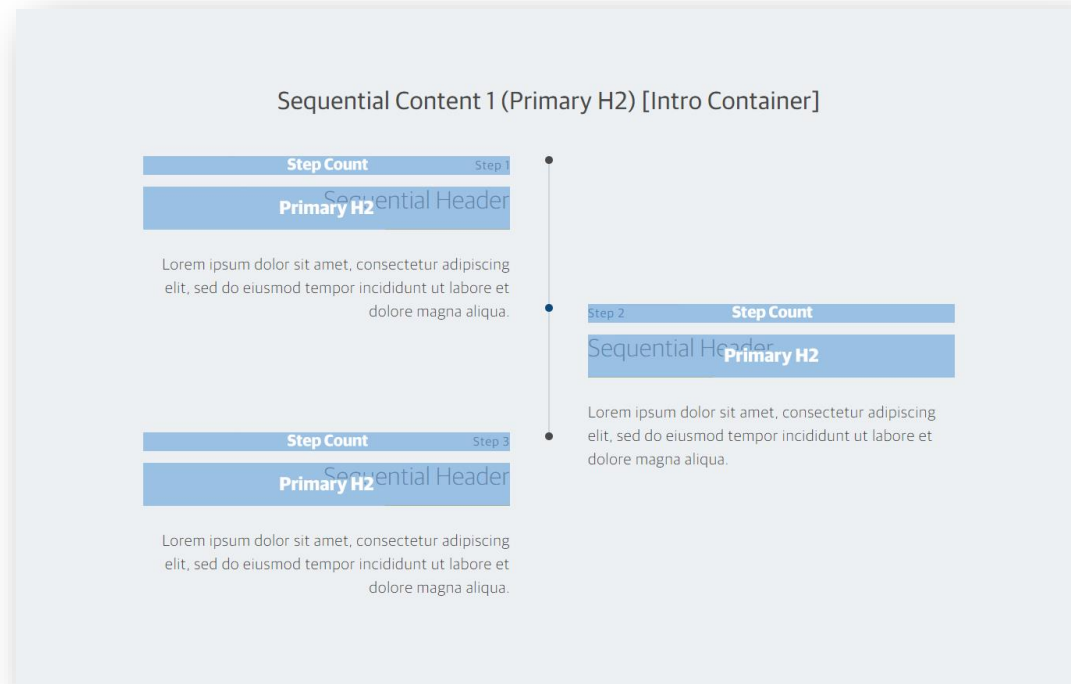 Sequential Content 1 (Primary H2) [Intro Container]
Step Count
Step 1
Sequential Header
Primary H2
Lorem ipsum dolor sit amet, consectetur adipiscing
elit, sed do eiusmod tempor incididunt ut labore et
dolore magna aliqua.
Step 2
Step Count
Sequential Header
Primary H2
Lorem ipsum dolor sit amet, consectetur adipiscing
elit, sed do eiusmod tempor incididunt ut labore et
dolore magna aliqua.
Step Count
Step 3
Sequential Header
Primary H2
Lorem ipsum dolor sit amet, consectetur adipiscing
elit, sed do eiusmod tempor incididunt ut labore et
dolore magna aliqua.